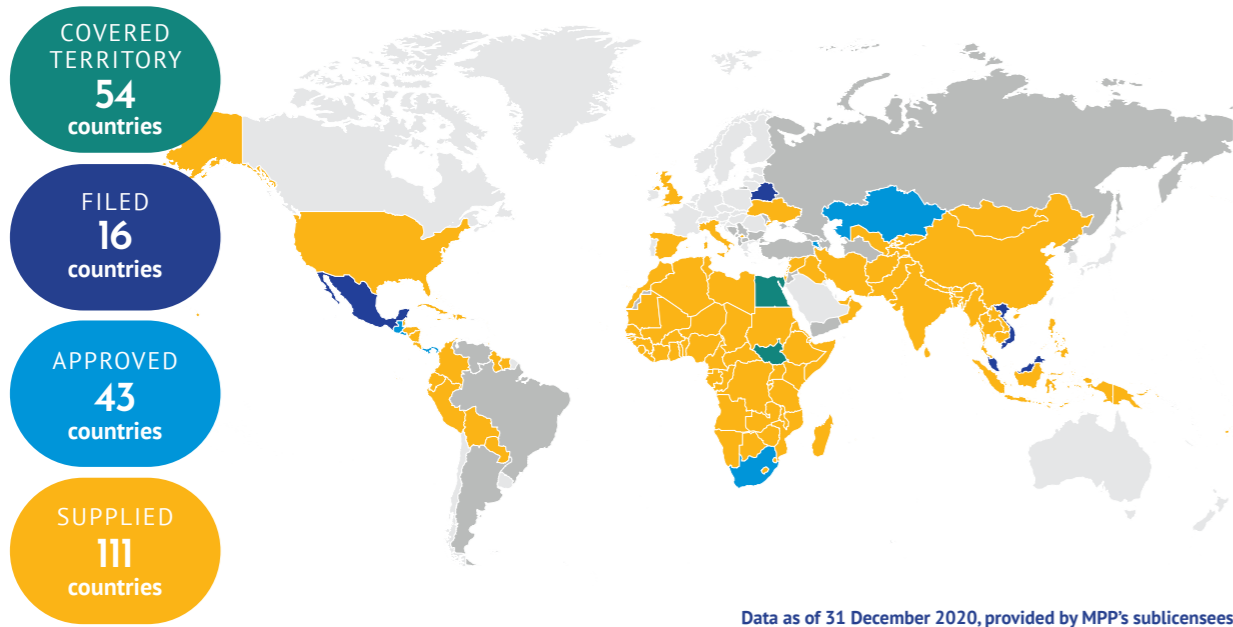 COVERED
TERRITORY
54
countries
FILED
16
countries
APPROVED
43
countries
SUPPLIED
111
countries
Data as of 31 December 2020, provided by MPP's sublicensees